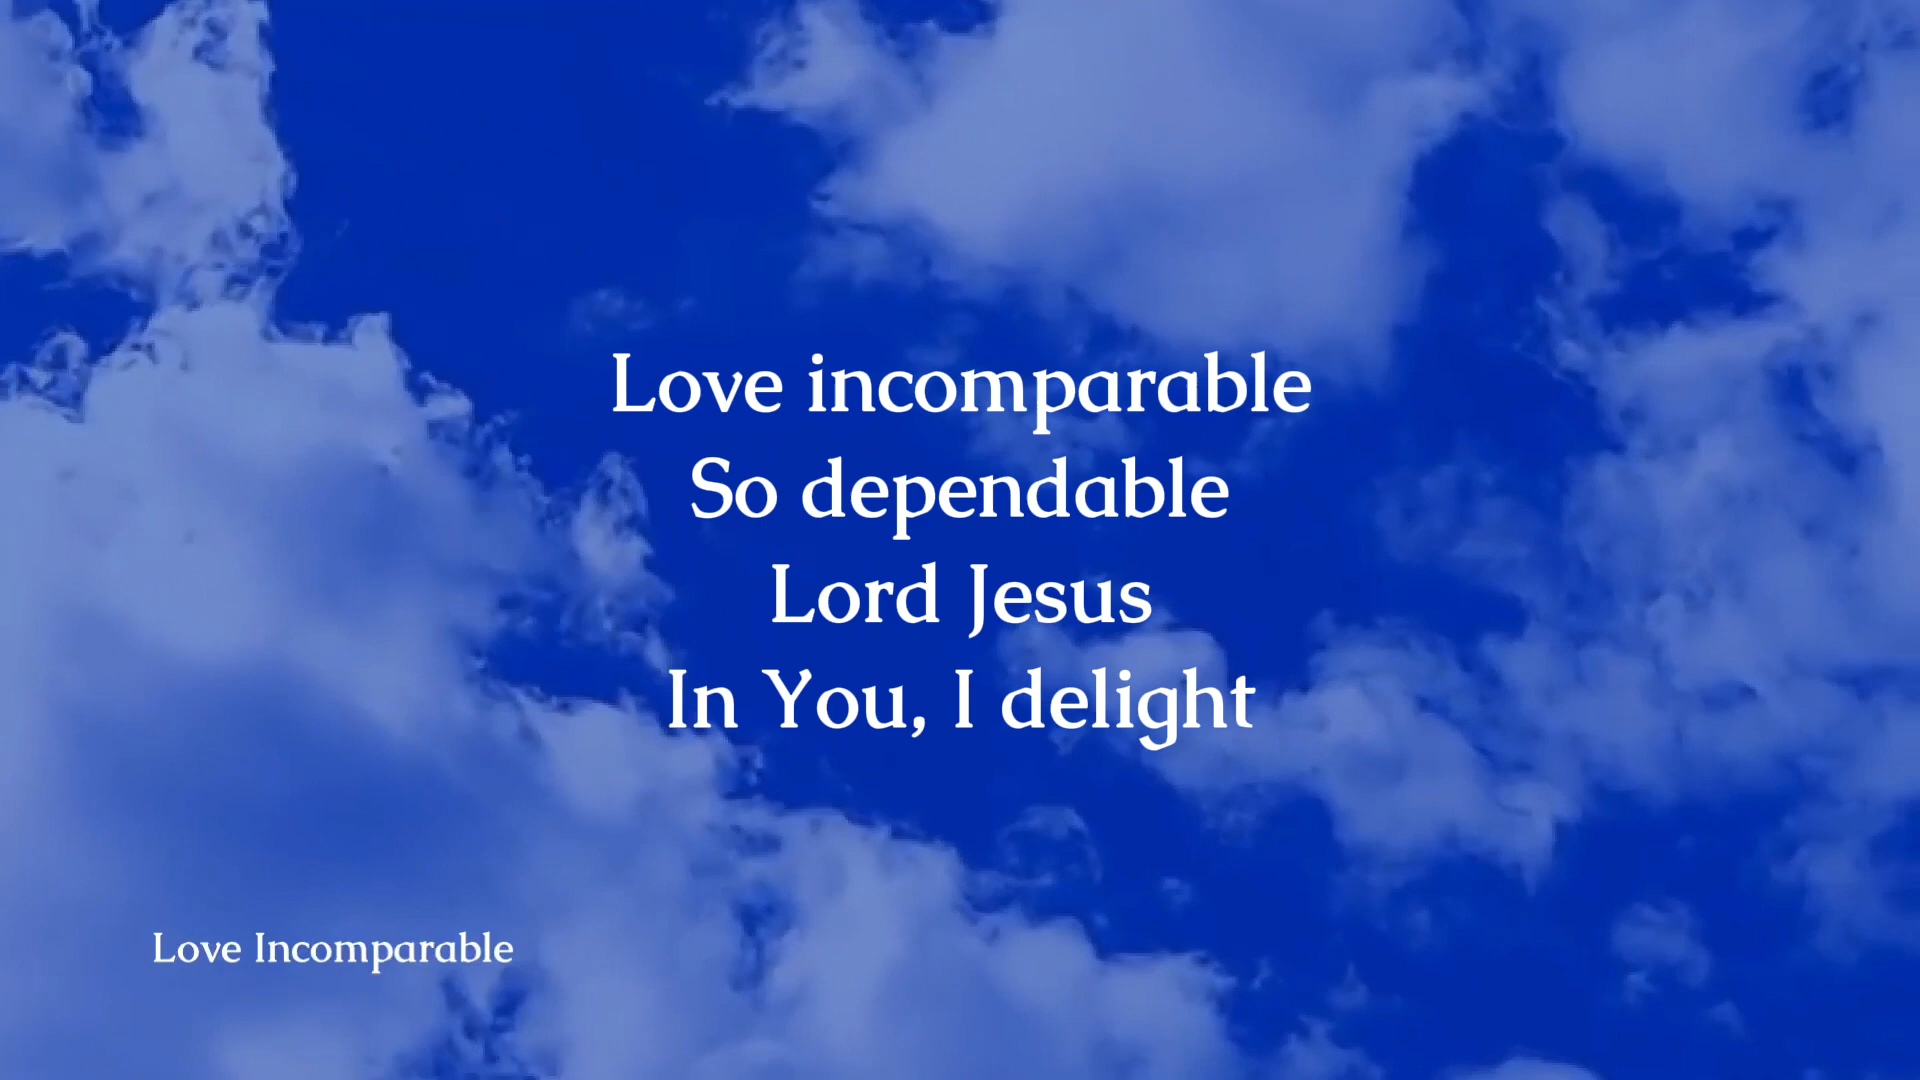 Love incomparable
So dependable
Lord Jesus
In You, I delight
Love Incomparable